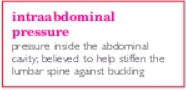 intraabdominal
pressure
pressure inside the abdominal
cavity; believed to help stiffen the
lumbar spine against buckling